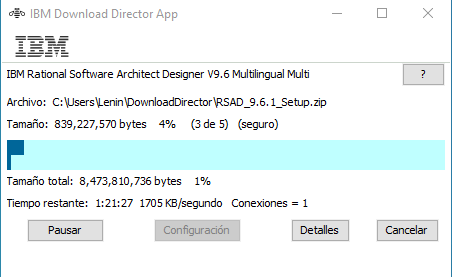 IBM Download Director App
IBM
IBM Rational Software Architect Designer V9.6 Multilingual Multi ?
Archivo: C:\Users\Lenin\DownloadDirector\RSAD_9.6.1_Setup.zip
Tamaño: 839,227,570 bytes 4% (3 de 5) (seguro)
Tamaño total: 8,473,810,736 bytes 1%
Tiempo restante: 1:21:27 1705 KB/segundo Conexiones = 1
Pausar Configuración Detalles Cancelar